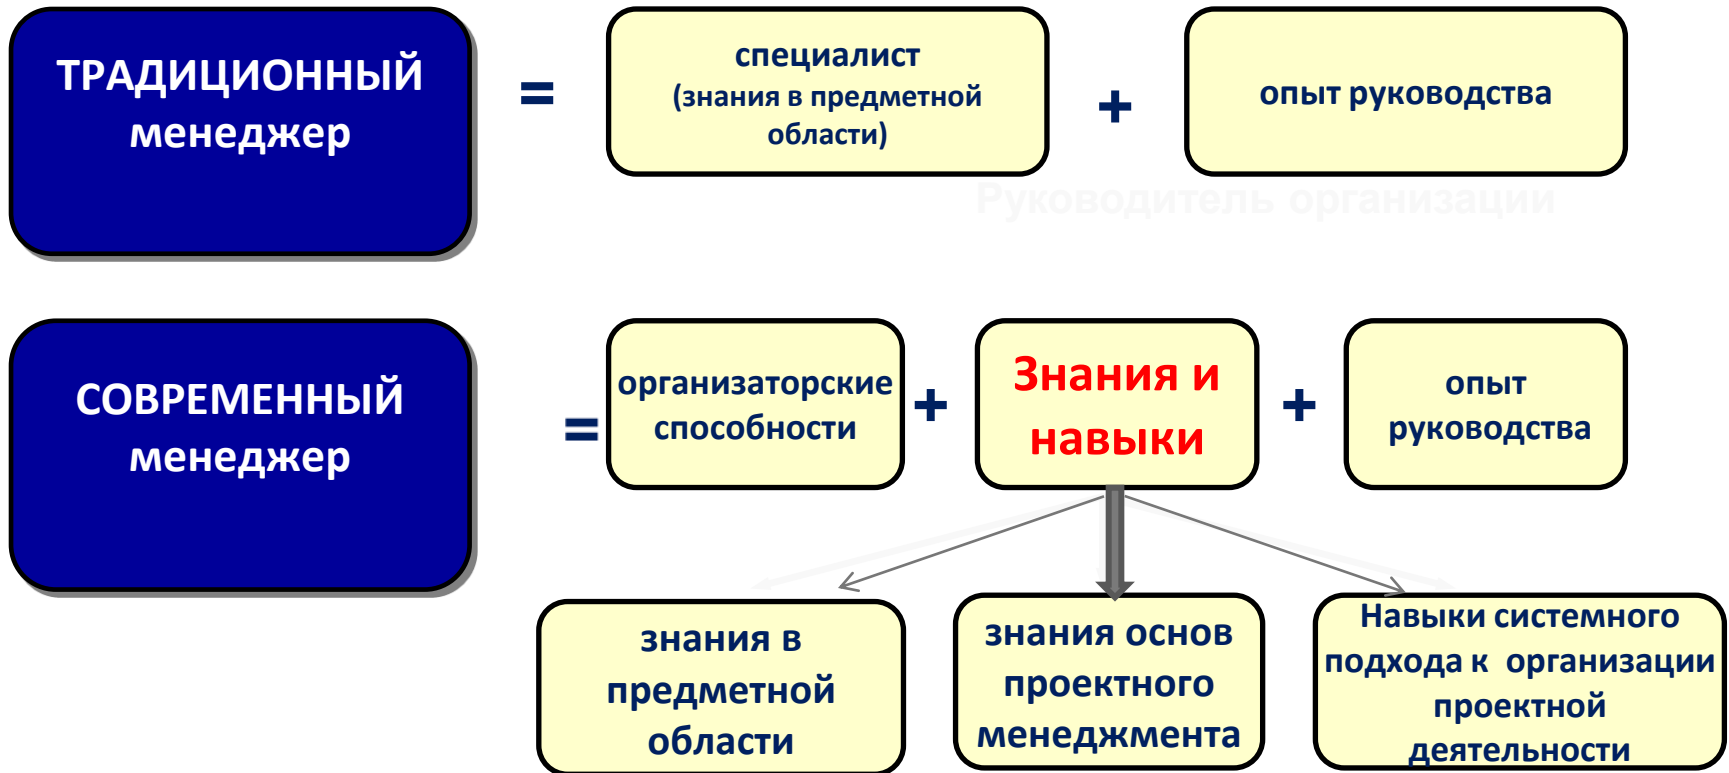 ТРАДИЦИОННЫЙ
менеджер
=
специалист
(знания в предметной
области)
+
опыт руководства
Руководитель организации
СОВРЕМЕННЫЙ
менеджер
=
организаторские
способности
+
Знания и
навыки
+
опыт
руководства
знания в
предметной
области
знания основ
проектного
менеджмента
Навыки системного
подхода к организации
проектной
деятельности